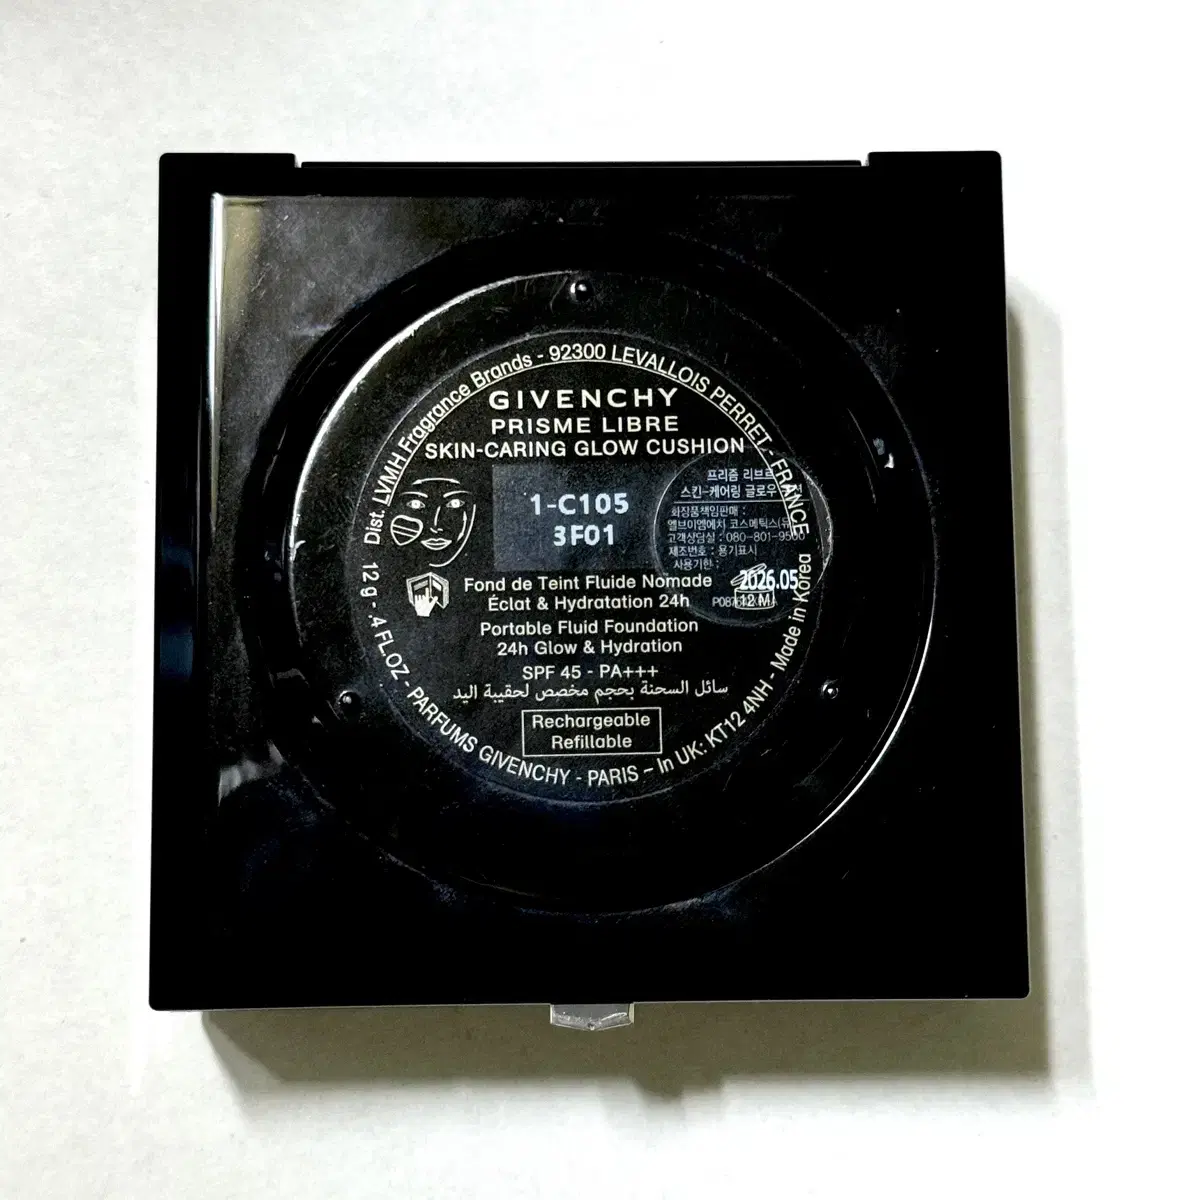 Dist. LVMH Fragrance Brands - 92300 LEVALLOIS PERRET - FRANCE
GIVENCHY
PRISME LIBRE
SKIN-CARING GLOW CUSHION
1-C105
3F01
프리즘 리브르
스킨-케어링 글로우
화장품책임판매 :
엘브이엠에치 코스메틱스(유)
고객상담실 : 080-801-9500
제조번호 : 용기표시
사용기한 :
2026.05
12 M
Fond de Teint Fluide Nomade
Éclat & Hydratation 24h
Portable Fluid Foundation
24h Glow & Hydration
SPF 45 - PA+++
سائل السحنة بحجم مخصص لحقيبة اليد
Rechargeable
Refillable
12 g - .4 FL.OZ - PARFUMS GIVENCHY - PARIS - In UK: KT12 4NH - Made in Korea